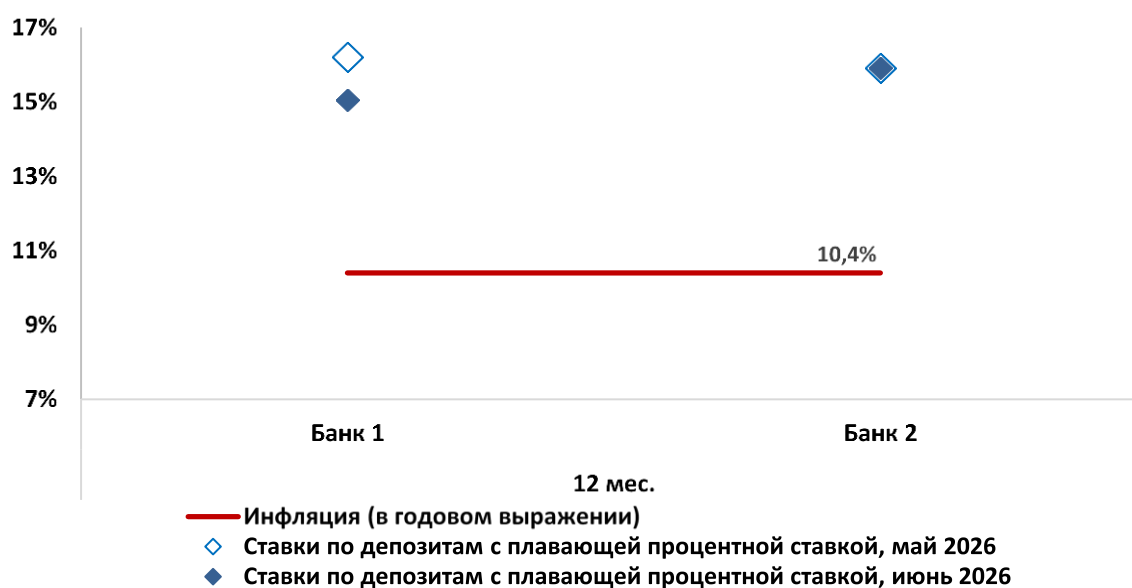 17%
15%
13%
11%
10,4%
9%
7%
Банк 1 Банк 2
12 мес.
Инфляция (в годовом выражении)
Ставки по депозитам с плавающей процентной ставкой, май 2026
Ставки по депозитам с плавающей процентной ставкой, июнь 2026